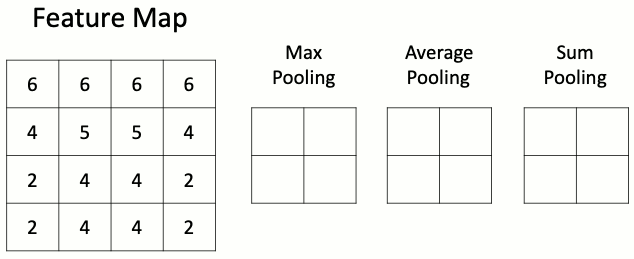 Feature Map
6 6 6 6
4 5 5 4
2 4 4 2
2 4 4 2
Max
Pooling
Average
Pooling
Sum
Pooling